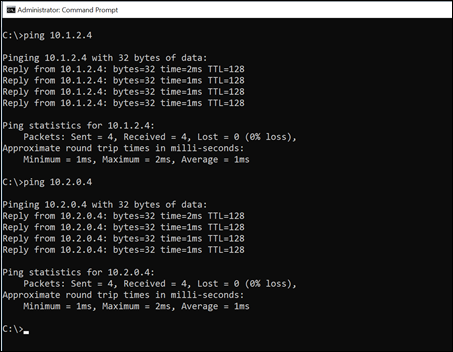 Administrator: Command Prompt
C:\>ping 10.1.2.4
Pinging 10.1.2.4 with 32 bytes of data:
Reply from 10.1.2.4: bytes=32 time=2ms TTL=128
Reply from 10.1.2.4: bytes=32 time=1ms TTL=128
Reply from 10.1.2.4: bytes=32 time=1ms TTL=128
Reply from 10.1.2.4: bytes=32 time=1ms TTL=128
Ping statistics for 10.1.2.4:
    Packets: Sent = 4, Received = 4, Lost = 0 (0% loss),
Approximate round trip times in milli-seconds:
    Minimum = 1ms, Maximum = 2ms, Average = 1ms
C:\>ping 10.2.0.4
Pinging 10.2.0.4 with 32 bytes of data:
Reply from 10.2.0.4: bytes=32 time=2ms TTL=128
Reply from 10.2.0.4: bytes=32 time=1ms TTL=128
Reply from 10.2.0.4: bytes=32 time=1ms TTL=128
Reply from 10.2.0.4: bytes=32 time=1ms TTL=128
Ping statistics for 10.2.0.4:
    Packets: Sent = 4, Received = 4, Lost = 0 (0% loss),
Approximate round trip times in milli-seconds:
    Minimum = 1ms, Maximum = 2ms, Average = 1ms
C:\>